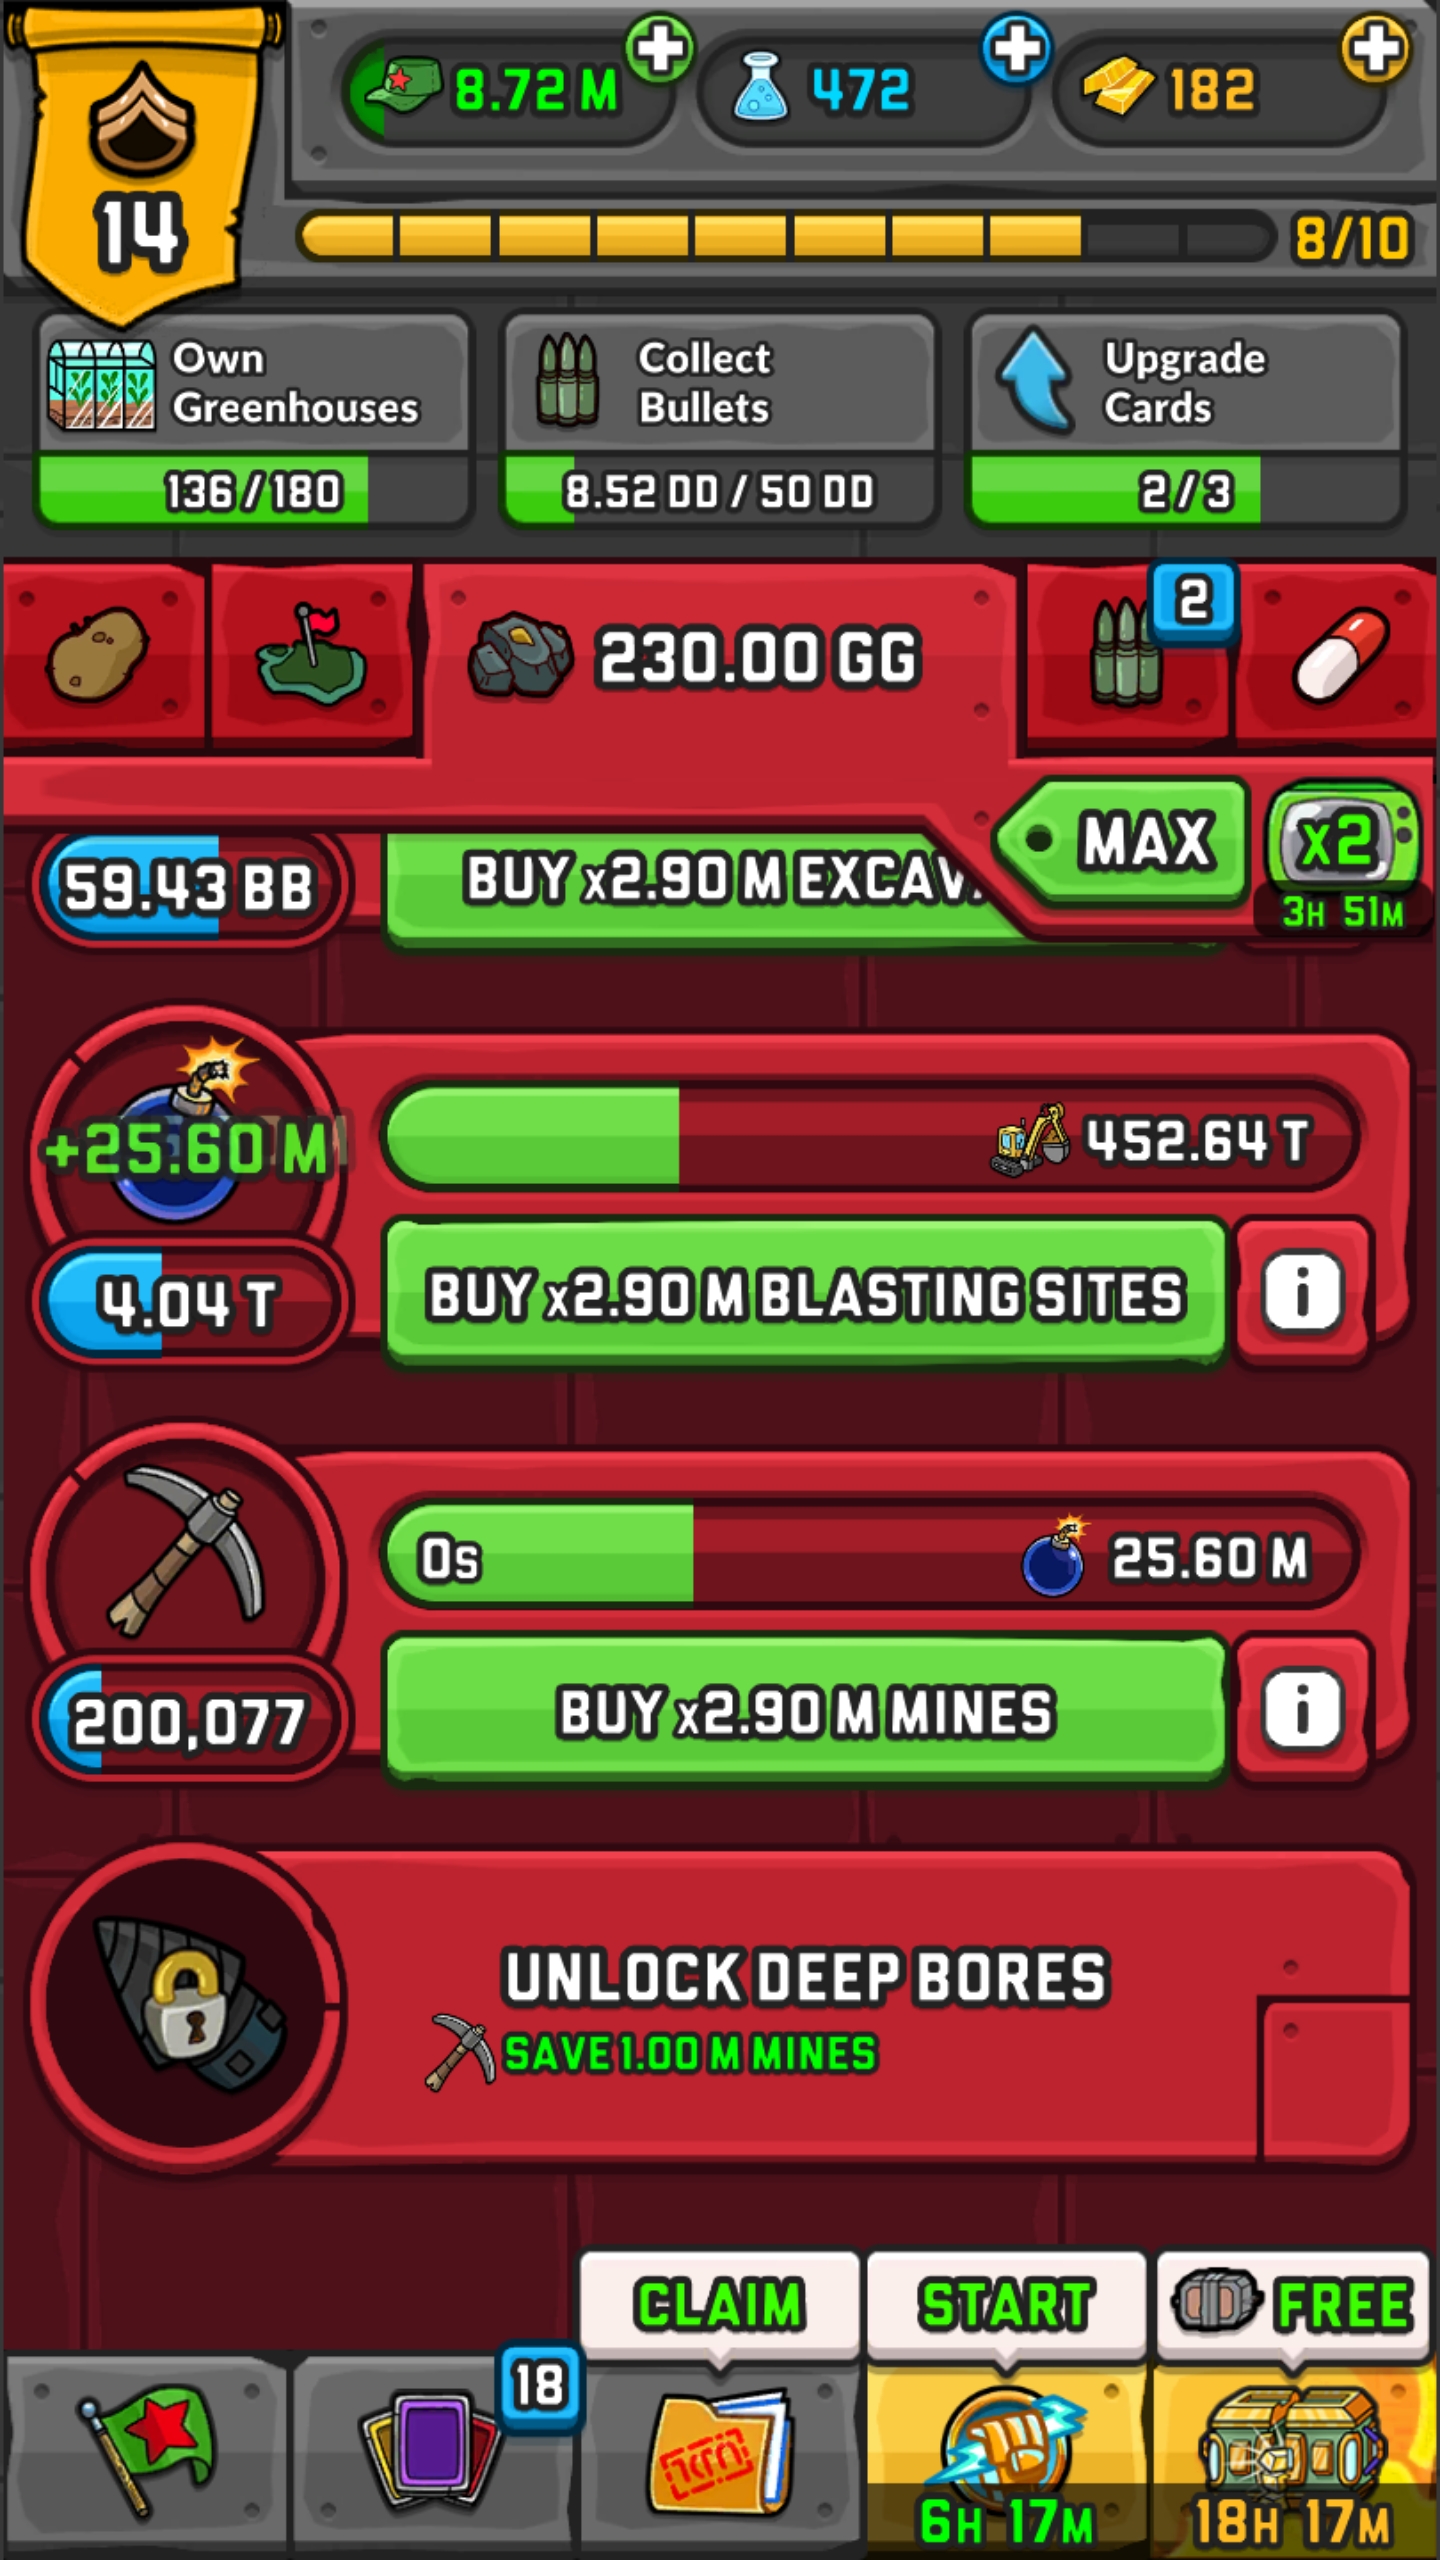 14
8.72 M
472
182
8/10
Own
Greenhouses
136/180
Collect
Bullets
8.52 DD / 50 DD
Upgrade
Cards
2/3
230.00 GG
2
MAX
x2
3H 51M
59.43 BB
BUY x2.90 M
+25.60 M
452.64 T
4.04 T
BUY x2.90 M BLASTING SITES
i
0s
25.60 M
200,077
BUY x2.90 M MINES
i
UNLOCK DEEP BORES
SAVE 1.00 M MINES
CLAIM
START
FREE
18
6H 17M
18H 17M